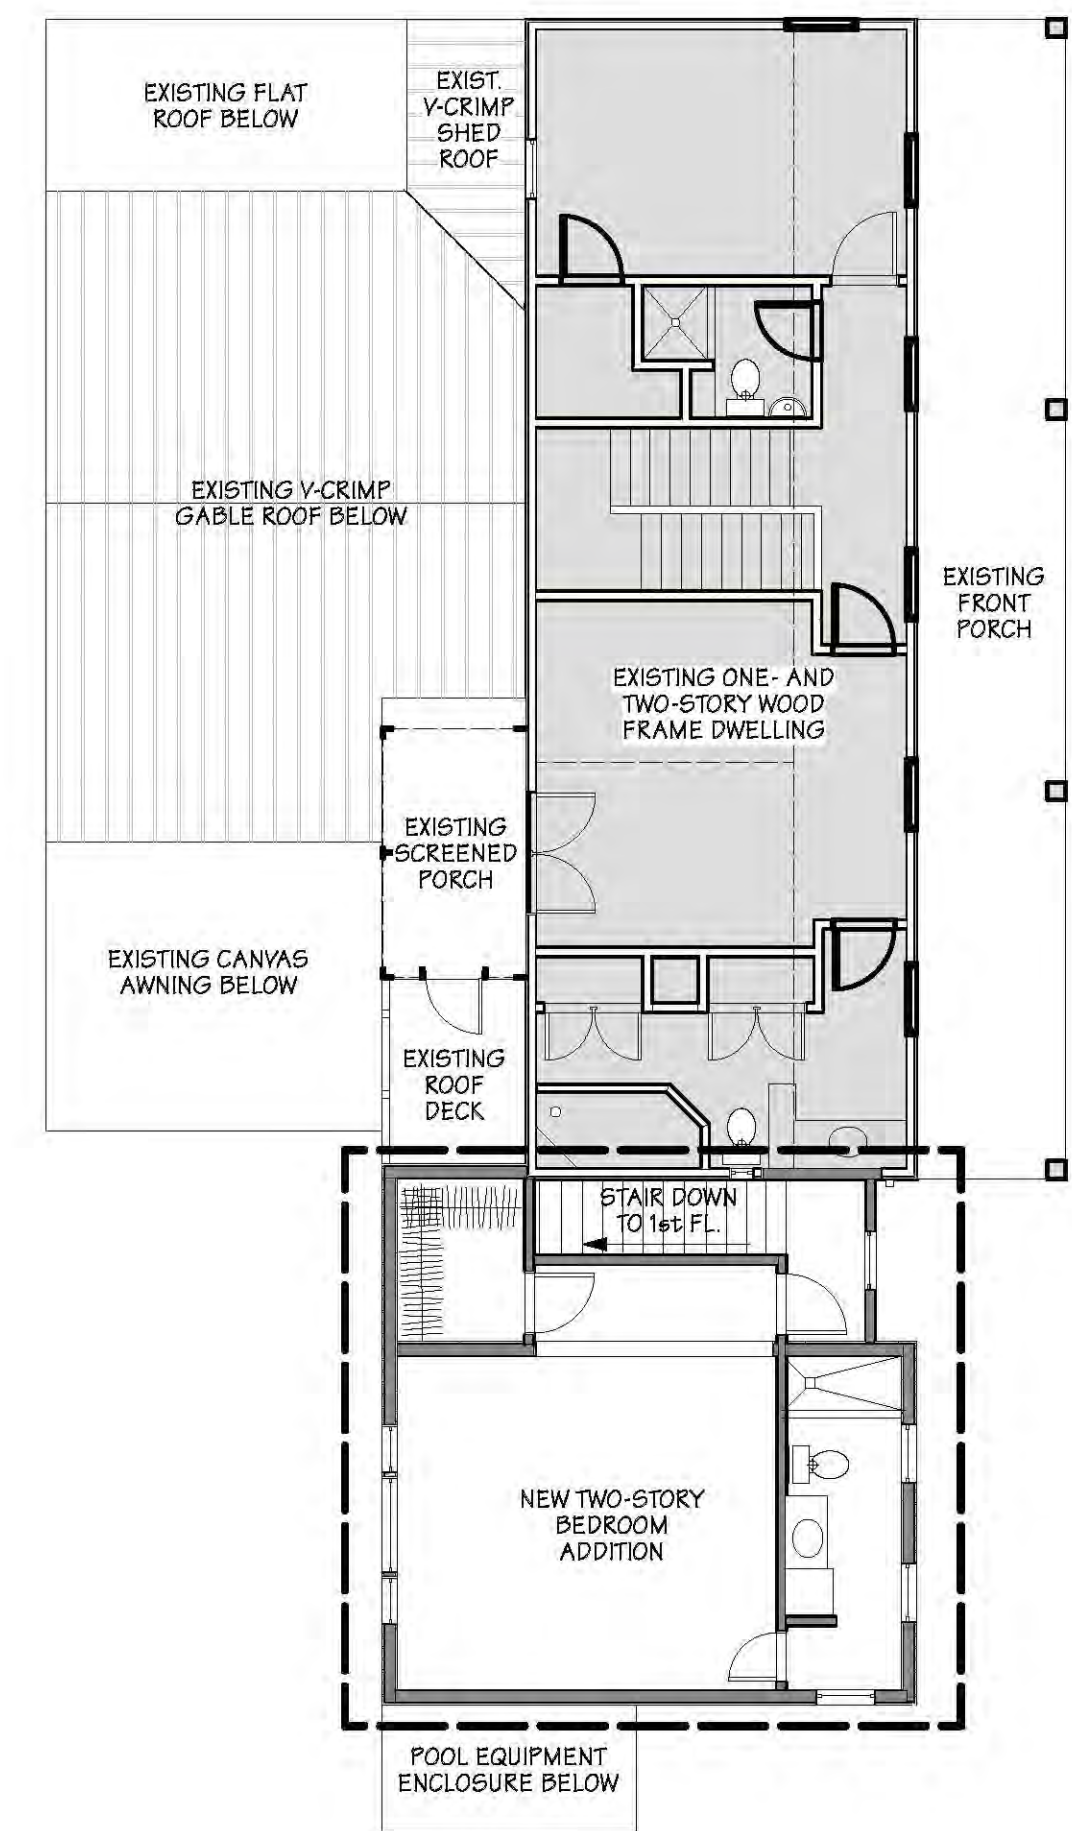 EXISTING FLAT
ROOF BELOW
EXIST.
V-CRIMP
SHED
ROOF
EXISTING V-CRIMP
GABLE ROOF BELOW
EXISTING
FRONT
PORCH
EXISTING ONE- AND
TWO-STORY WOOD
FRAME DWELLING
EXISTING
SCREENED
PORCH
EXISTING CANVAS
AWNING BELOW
EXISTING
ROOF
DECK
STAIR DOWN
TO 1st FL.
NEW TWO-STORY
BEDROOM
ADDITION
POOL EQUIPMENT
ENCLOSURE BELOW